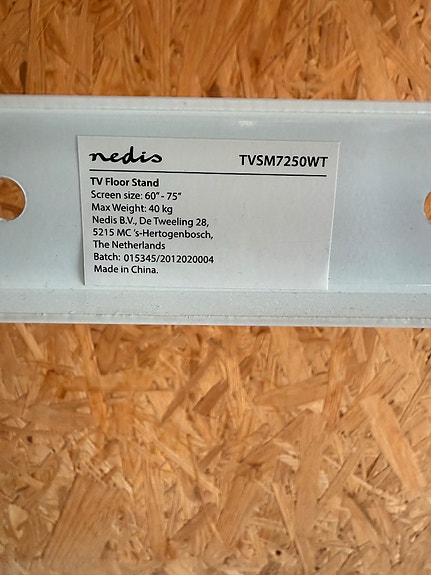 nedis TVSM7250WT
TV Floor Stand
Screen size: 60" - 75"
Max Weight: 40 kg
Nedis B.V., De Tweeling 28,
5215 MC 's-Hertogenbosch,
The Netherlands
Batch: 015345/2012020004
Made in China.